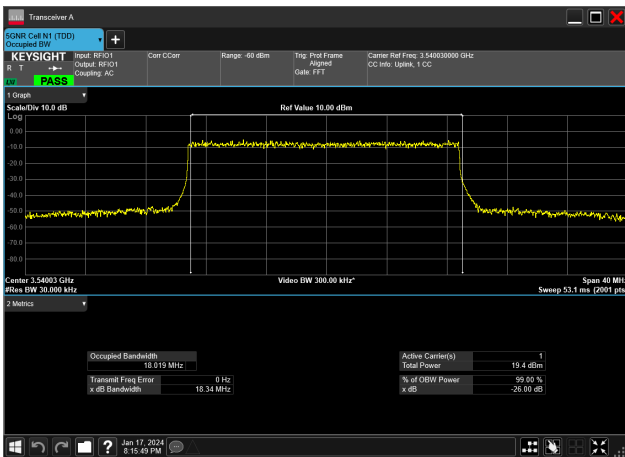 Transceiver A
5GNR Cell N1 (TDD)
Occupied BW
KEYSIGHT
R T
LNI
PASS
Input: RFIO1
Output: RFIO1
Coupling: AC
Corr CCorr
Range: -60 dBm
Trig: Prot Frame
Aligned
Gate: FFT
Carrier Ref Freq: 3.540030000 GHz
CC Info: Uplink, 1 CC
1 Graph
Scale/Div 10.0 dB
Ref Value 10.00 dBm
Log
0.00
-10.0
-20.0
-30.0
-40.0
-50.0
-60.0
-70.0
-80.0
Center 3.54003 GHz
Video BW 300.00 kHz*
Span 40 MHz
#Res BW 30.000 kHz
Sweep 53.1 ms (2001 pts
2 Metrics
Occupied Bandwidth
18.019 MHz
Transmit Freq Error 0 Hz
x dB Bandwidth 18.34 MHz
Active Carrier(s) 1
Total Power 19.4 dBm
% of OBW Power 99.00 %
x dB -26.00 dB
?
Jan 17, 2024
8:15:49 PM